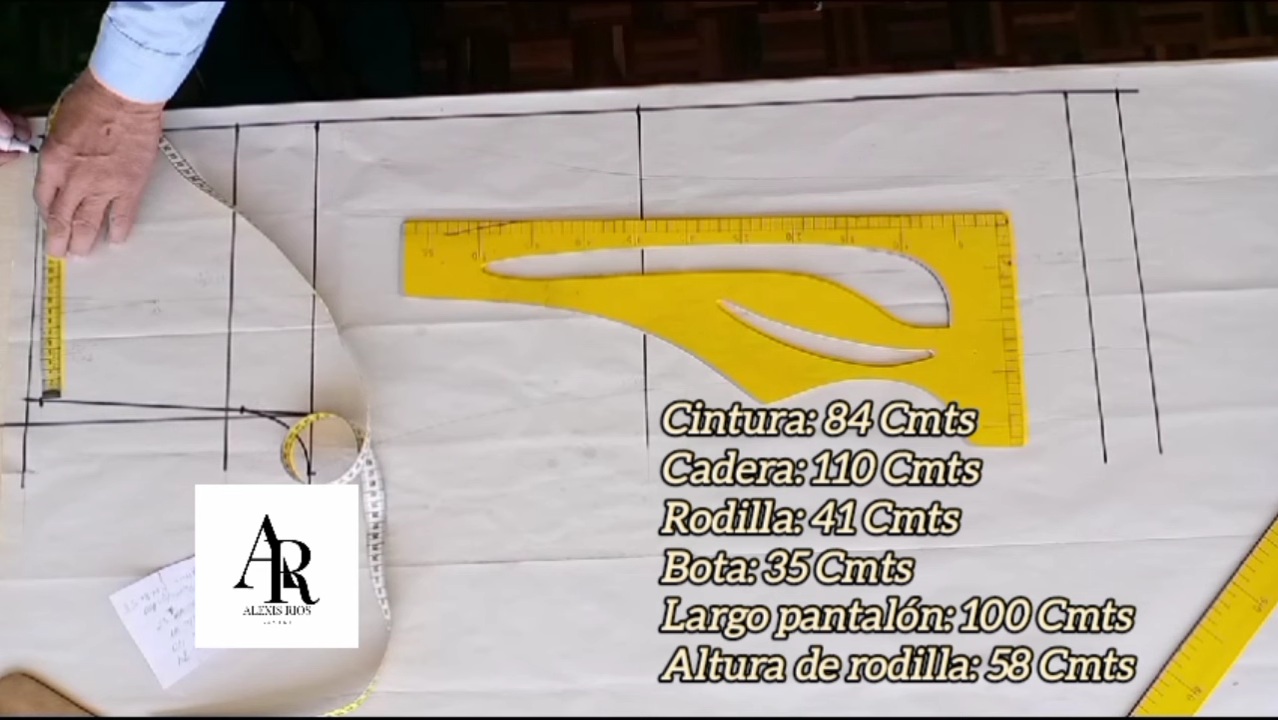 Cintura: 84 Cmts
Cadera: 110 Cmts
Rodilla: 41 Cmts
Bota: 35 Cmts
Largo pantalón: 100 Cmts
Altura de rodilla: 58 Cmts
AR
ALEXIS RIOS